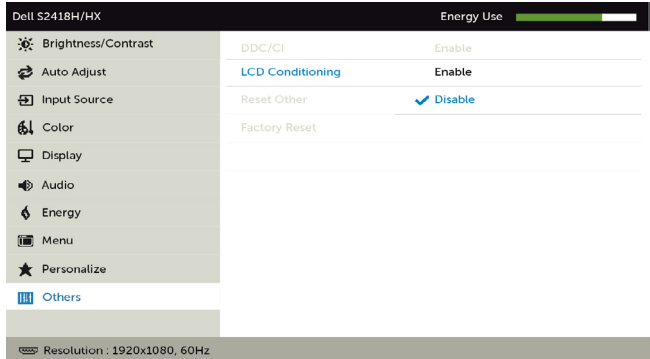 Dell S2418H/HX Energy Use
Brightness/Contrast
Auto Adjust
Input Source
Color
Display
Audio
Energy
Menu
Personalize
Others
DDC/CI Enable
LCD Conditioning Enable
Reset Other Disable
Factory Reset
Resolution : 1920x1080, 60Hz